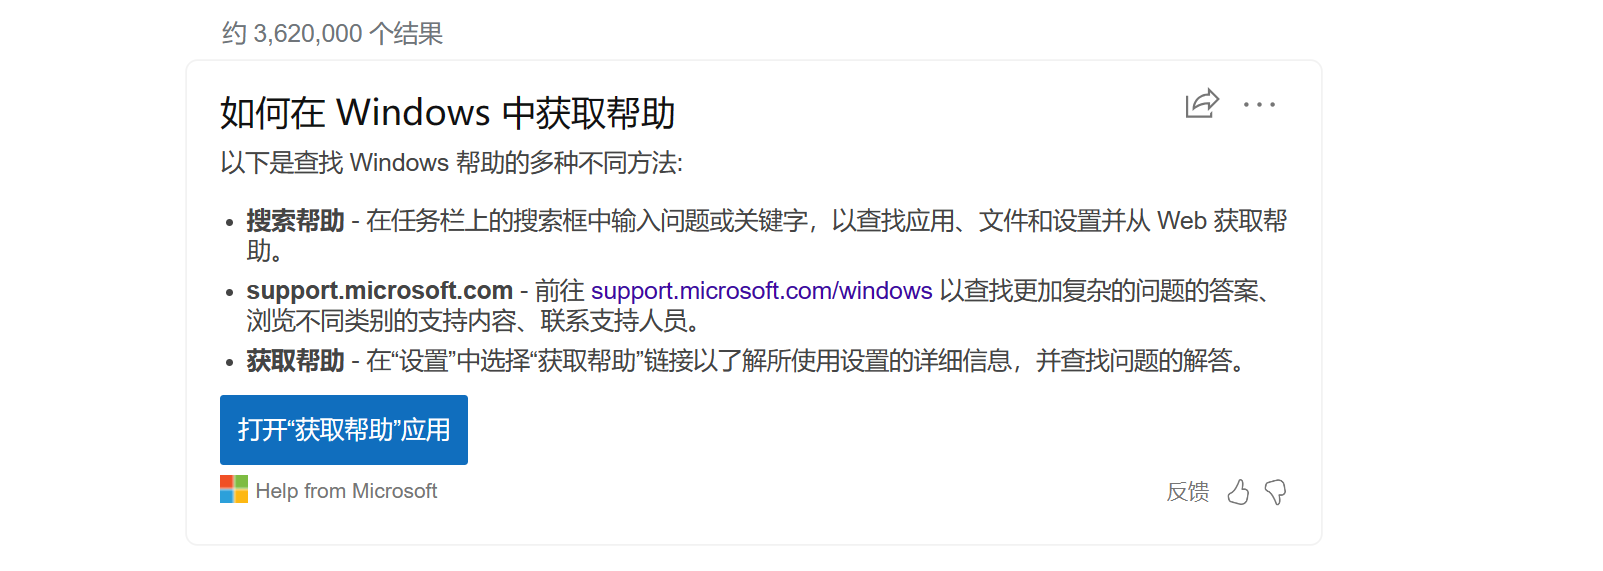 约 3,620,000 个结果
如何在 Windows 中获取帮助
以下是查找 Windows 帮助的多种不同方法:
• 搜索帮助 - 在任务栏上的搜索框中输入问题或关键字，以查找应用、文件和设置并从 Web 获取帮
助。
• support.microsoft.com - 前往 support.microsoft.com/windows 以查找更加复杂的问题的答案、
浏览不同类别的支持内容、联系支持人员。
• 获取帮助 - 在“设置”中选择“获取帮助”链接以了解所使用设置的详细信息，并查找问题的解答。
打开“获取帮助”应用
Help from Microsoft
反馈